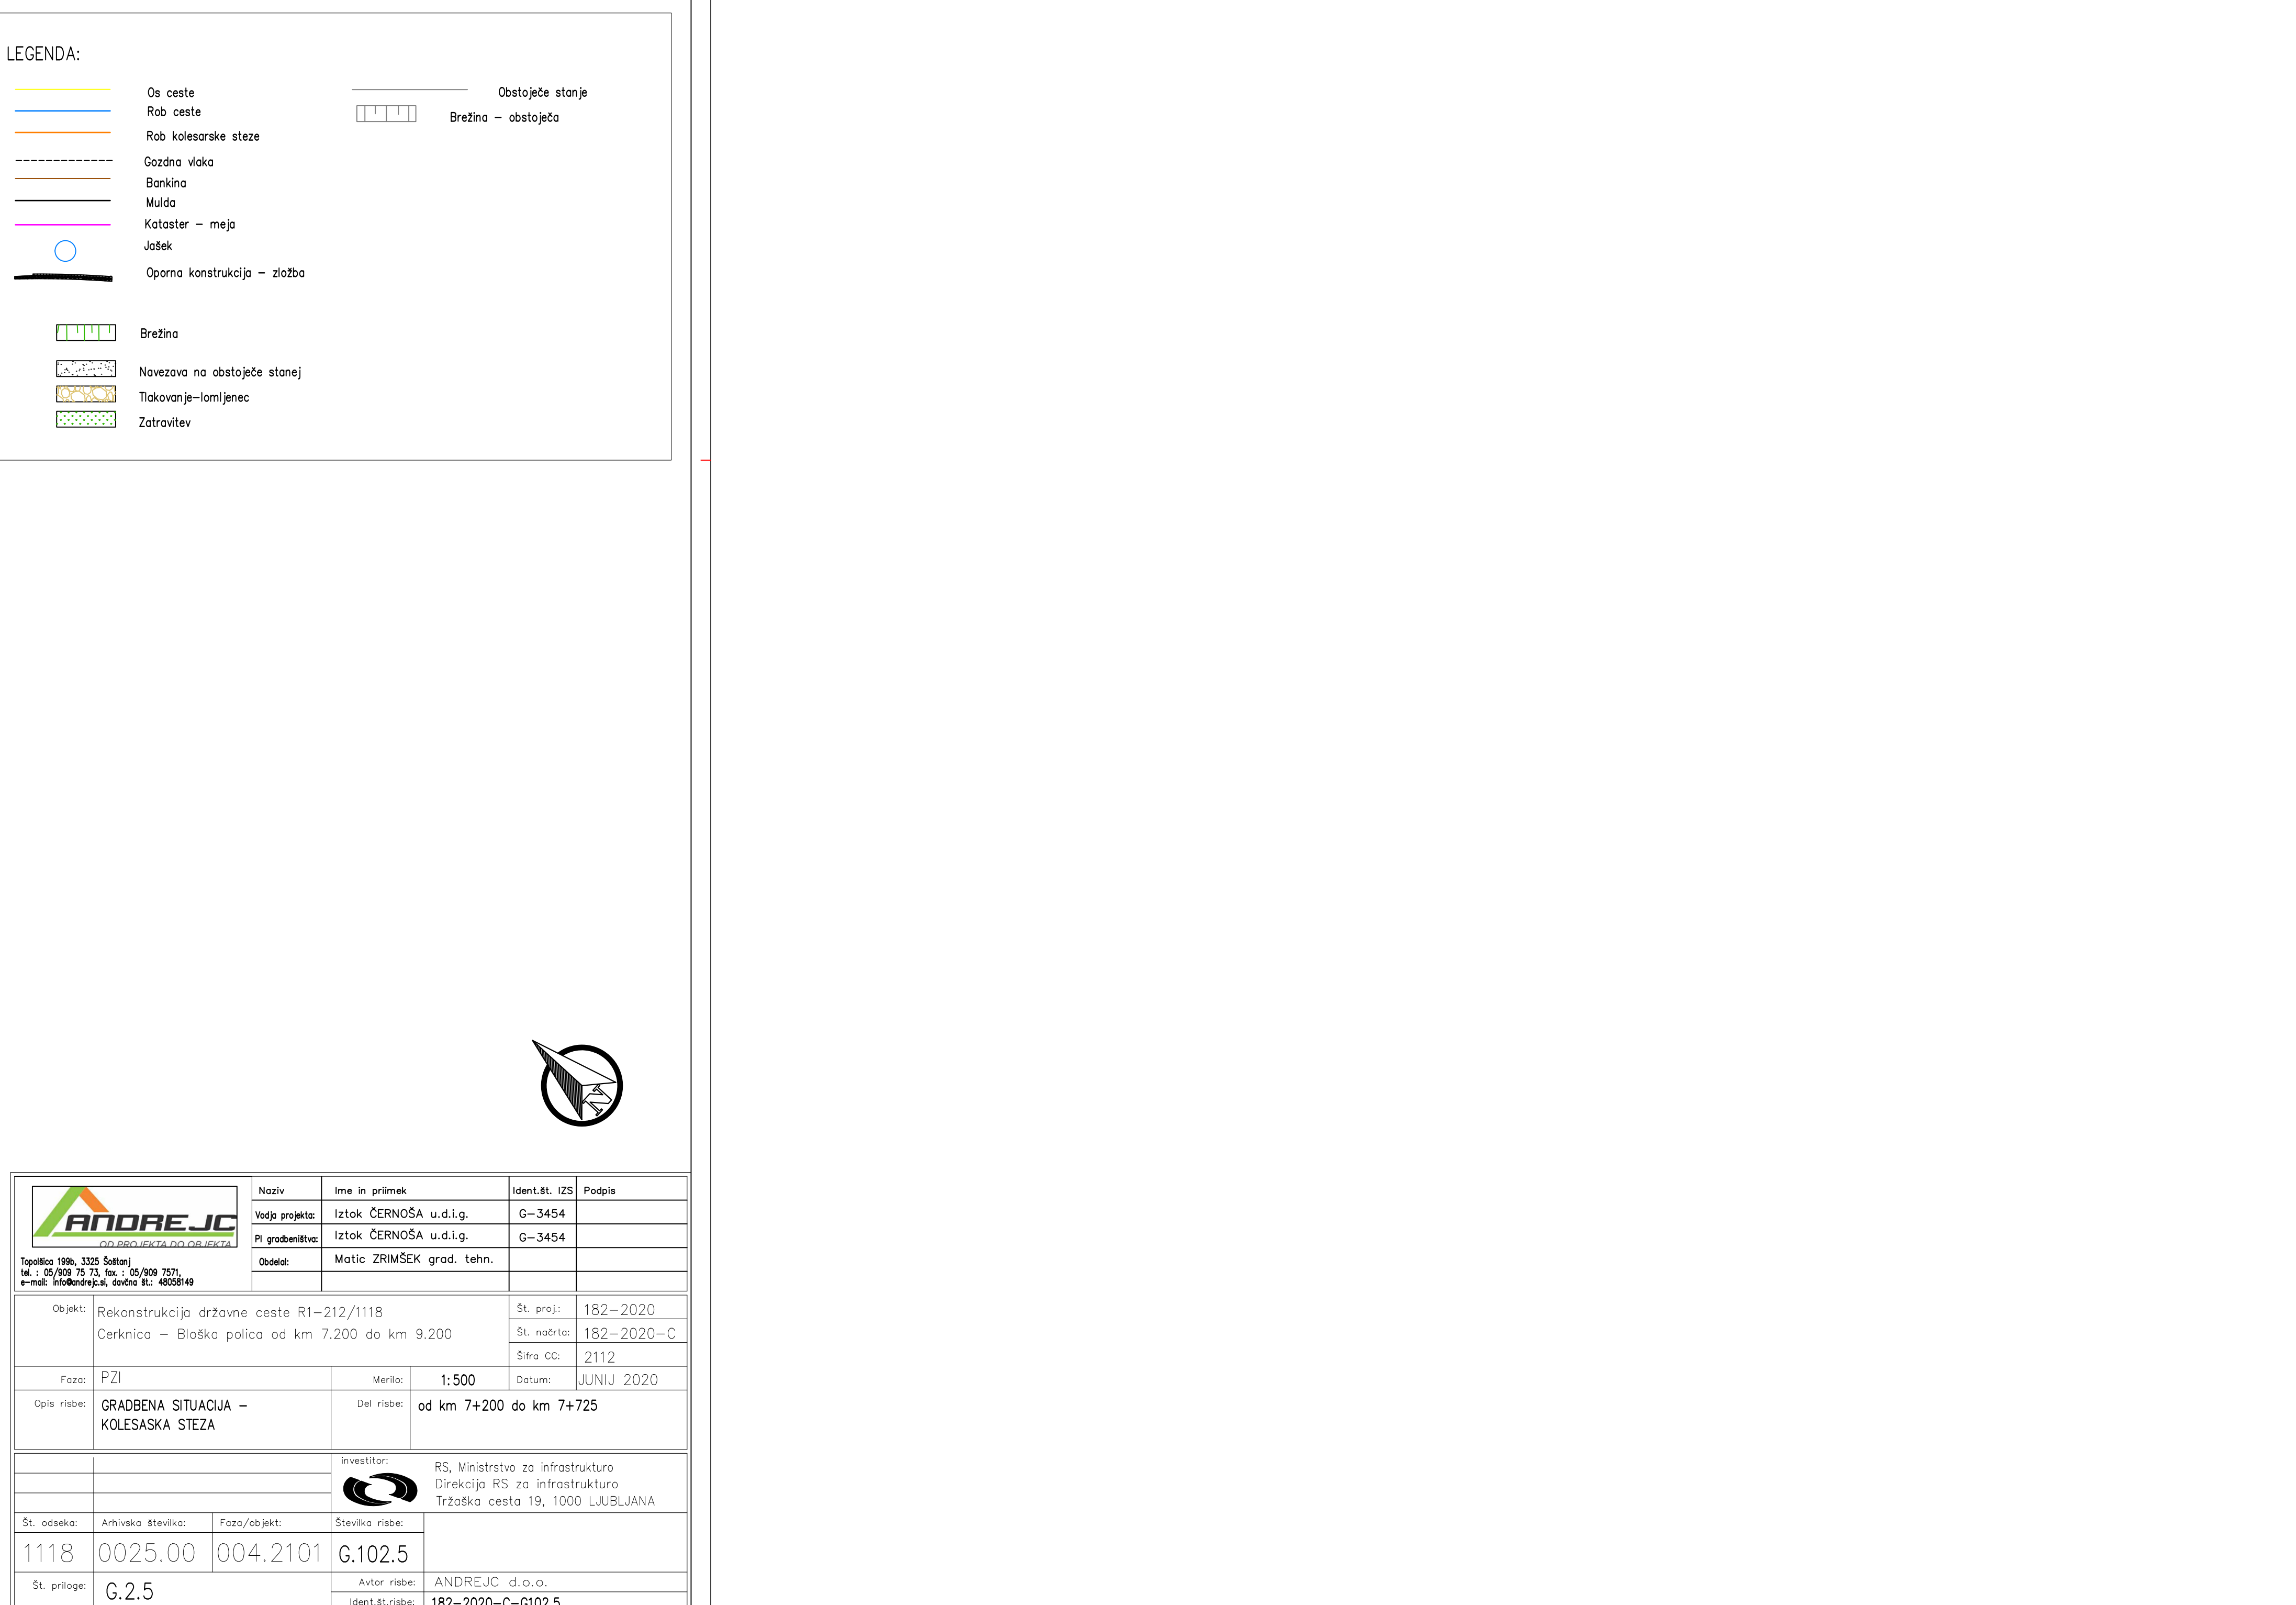 LEGENDA:
Os ceste
Rob ceste
Rob kolesarske steze
Gozdna vlaka
Bankina
Mulda
Kataster - meja
Jašek
Oporna konstrukcija - zložba
Brežina
Navezava na obstoječe stanej
Tlakovanje-lomljenec
Zatravitev
Obstoječe stanje
Brežina - obstoječa
N
ANDREJC
OD PROJEKTA DO OBJEKTA
Topolšica 199b, 3325 Šoštanj
tel. : 05/909 75 73, fax. : 05/909 7571,
e-mail: info@andrejc.si, davčna št.: 48058149
Naziv Ime in priimek Ident.št. IZS Podpis
Vodja projekta: Iztok ČERNOŠA u.d.i.g. G-3454
PI gradbeništva: Iztok ČERNOŠA u.d.i.g. G-3454
Obdelal: Matic ZRIMŠEK grad. tehn.
Objekt: Rekonstrukcija državne ceste R1-212/1118
Cerknica - Bloška polica od km 7.200 do km 9.200
Št. proj.: 182-2020
Št. načrta: 182-2020-C
Šifra CC: 2112
Faza: PZI Merilo: 1:500 Datum: JUNIJ 2020
Opis risbe: GRADBENA SITUACIJA -
KOLESASKA STEZA
Del risbe: od km 7+200 do km 7+725
investitor:
RS, Ministrstvo za infrastrukturo
Direkcija RS za infrastrukturo
Tržaška cesta 19, 1000 LJUBLJANA
Št. odseka: Arhivska številka: Faza/objekt: Številka risbe:
1118 0025.00 004.2101 G.102.5
Št. priloge: G.2.5
Avtor risbe: ANDREJC d.o.o.
Ident.št.risbe: 182-2020-C-G102.5